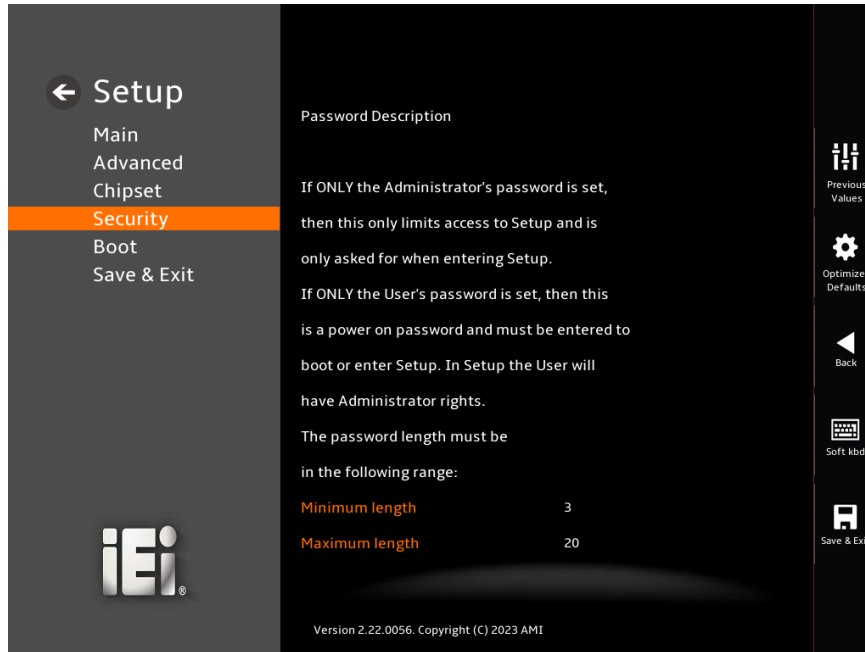 Setup
Main
Advanced
Chipset
Security
Boot
Save & Exit
iEi®
Password Description
If ONLY the Administrator's password is set,
then this only limits access to Setup and is
only asked for when entering Setup.
If ONLY the User's password is set, then this
is a power on password and must be entered to
boot or enter Setup. In Setup the User will
have Administrator rights.
The password length must be
in the following range:
Minimum length 3
Maximum length 20
Version 2.22.0056. Copyright (C) 2023 AMI
Previous
Values
Optimize
Defaults
Back
Soft kbd
Save & Exi